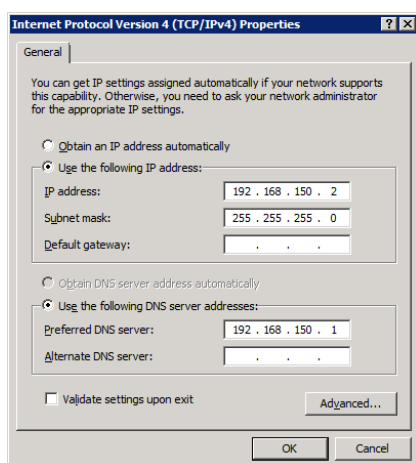 Internet Protocol Version 4 (TCP/IPv4) Properties
General
You can get IP settings assigned automatically if your network supports
this capability. Otherwise, you need to ask your network administrator
for the appropriate IP settings.
Obtain an IP address automatically
Use the following IP address:
IP address: 192 . 168 . 150 . 2
Subnet mask: 255 . 255 . 255 . 0
Default gateway: . . .
Obtain DNS server address automatically
Use the following DNS server addresses:
Preferred DNS server: 192 . 168 . 150 . 1
Alternate DNS server: . . .
Validate settings upon exit
Advanced...
OK Cancel